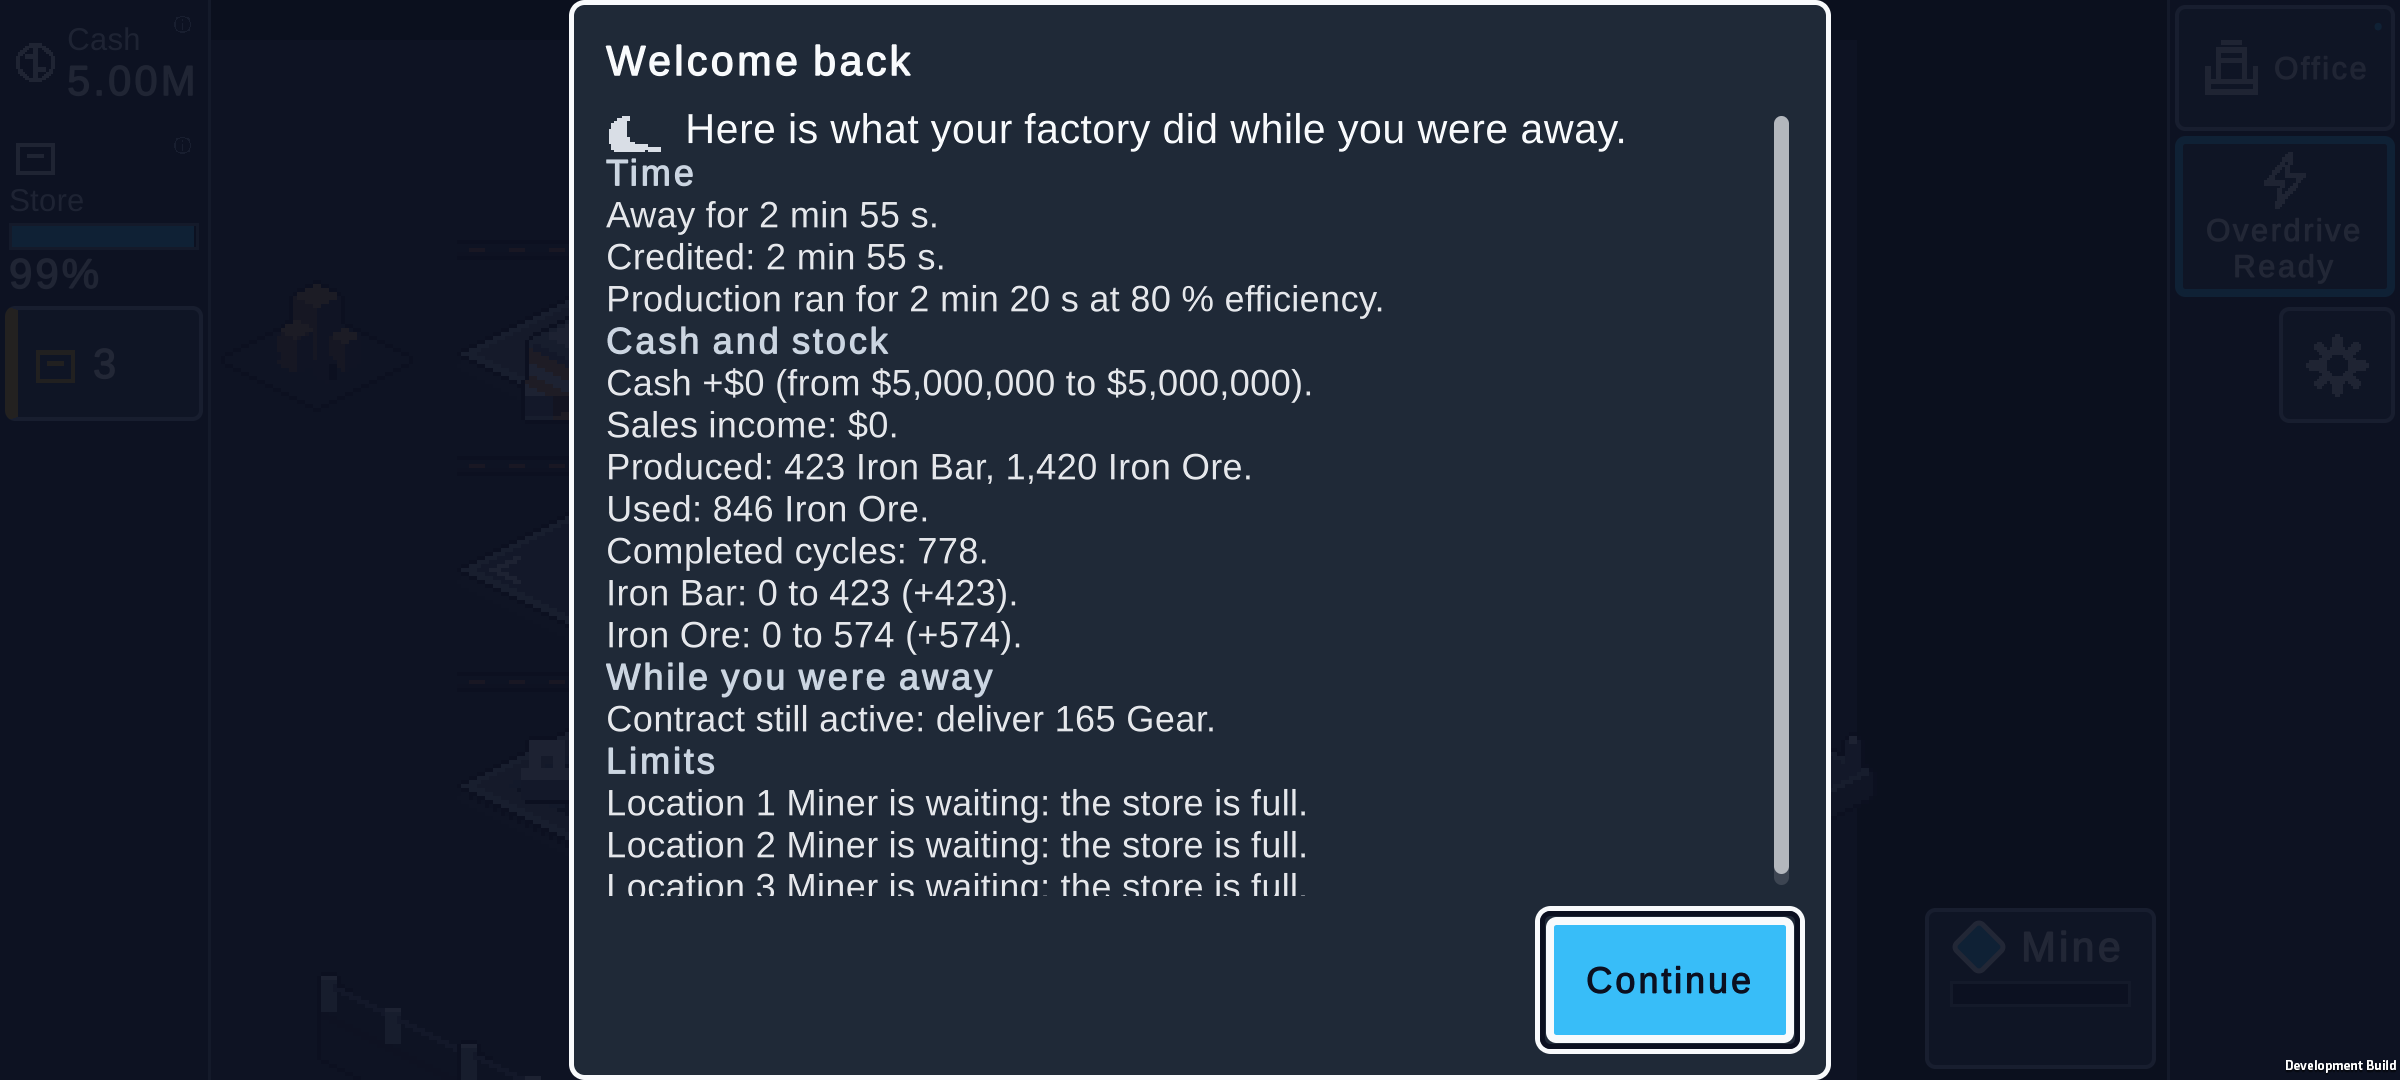 Cash
5.00M
Store
99%
3
Welcome back
Here is what your factory did while you were away.
Time
Away for 2 min 55 s.
Credited: 2 min 55 s.
Production ran for 2 min 20 s at 80 % efficiency.
Cash and stock
Cash +$0 (from $5,000,000 to $5,000,000).
Sales income: $0.
Produced: 423 Iron Bar, 1,420 Iron Ore.
Used: 846 Iron Ore.
Completed cycles: 778.
Iron Bar: 0 to 423 (+423).
Iron Ore: 0 to 574 (+574).
While you were away
Contract still active: deliver 165 Gear.
Limits
Location 1 Miner is waiting: the store is full.
Location 2 Miner is waiting: the store is full.
Location 3 Miner is waiting: the store is full.
Continue
Office
Overdrive
Ready
Mine
Development Build